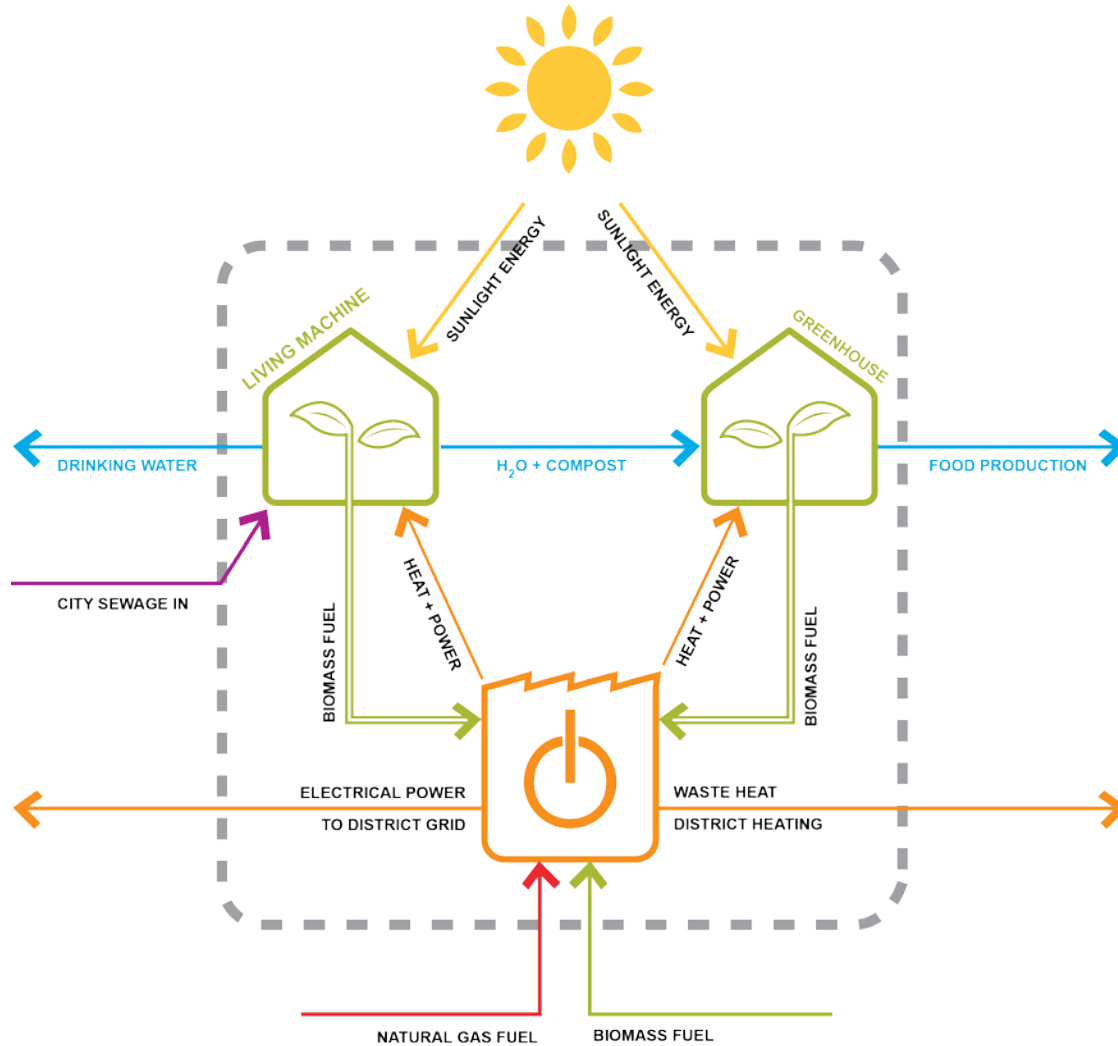 SUNLIGHT ENERGY
SUNLIGHT ENERGY
LIVING MACHINE
GREENHOUSE
DRINKING WATER
H₂O + COMPOST
FOOD PRODUCTION
CITY SEWAGE IN
HEAT + POWER
HEAT + POWER
BIOMASS FUEL
BIOMASS FUEL
ELECTRICAL POWER
TO DISTRICT GRID
WASTE HEAT
DISTRICT HEATING
NATURAL GAS FUEL
BIOMASS FUEL